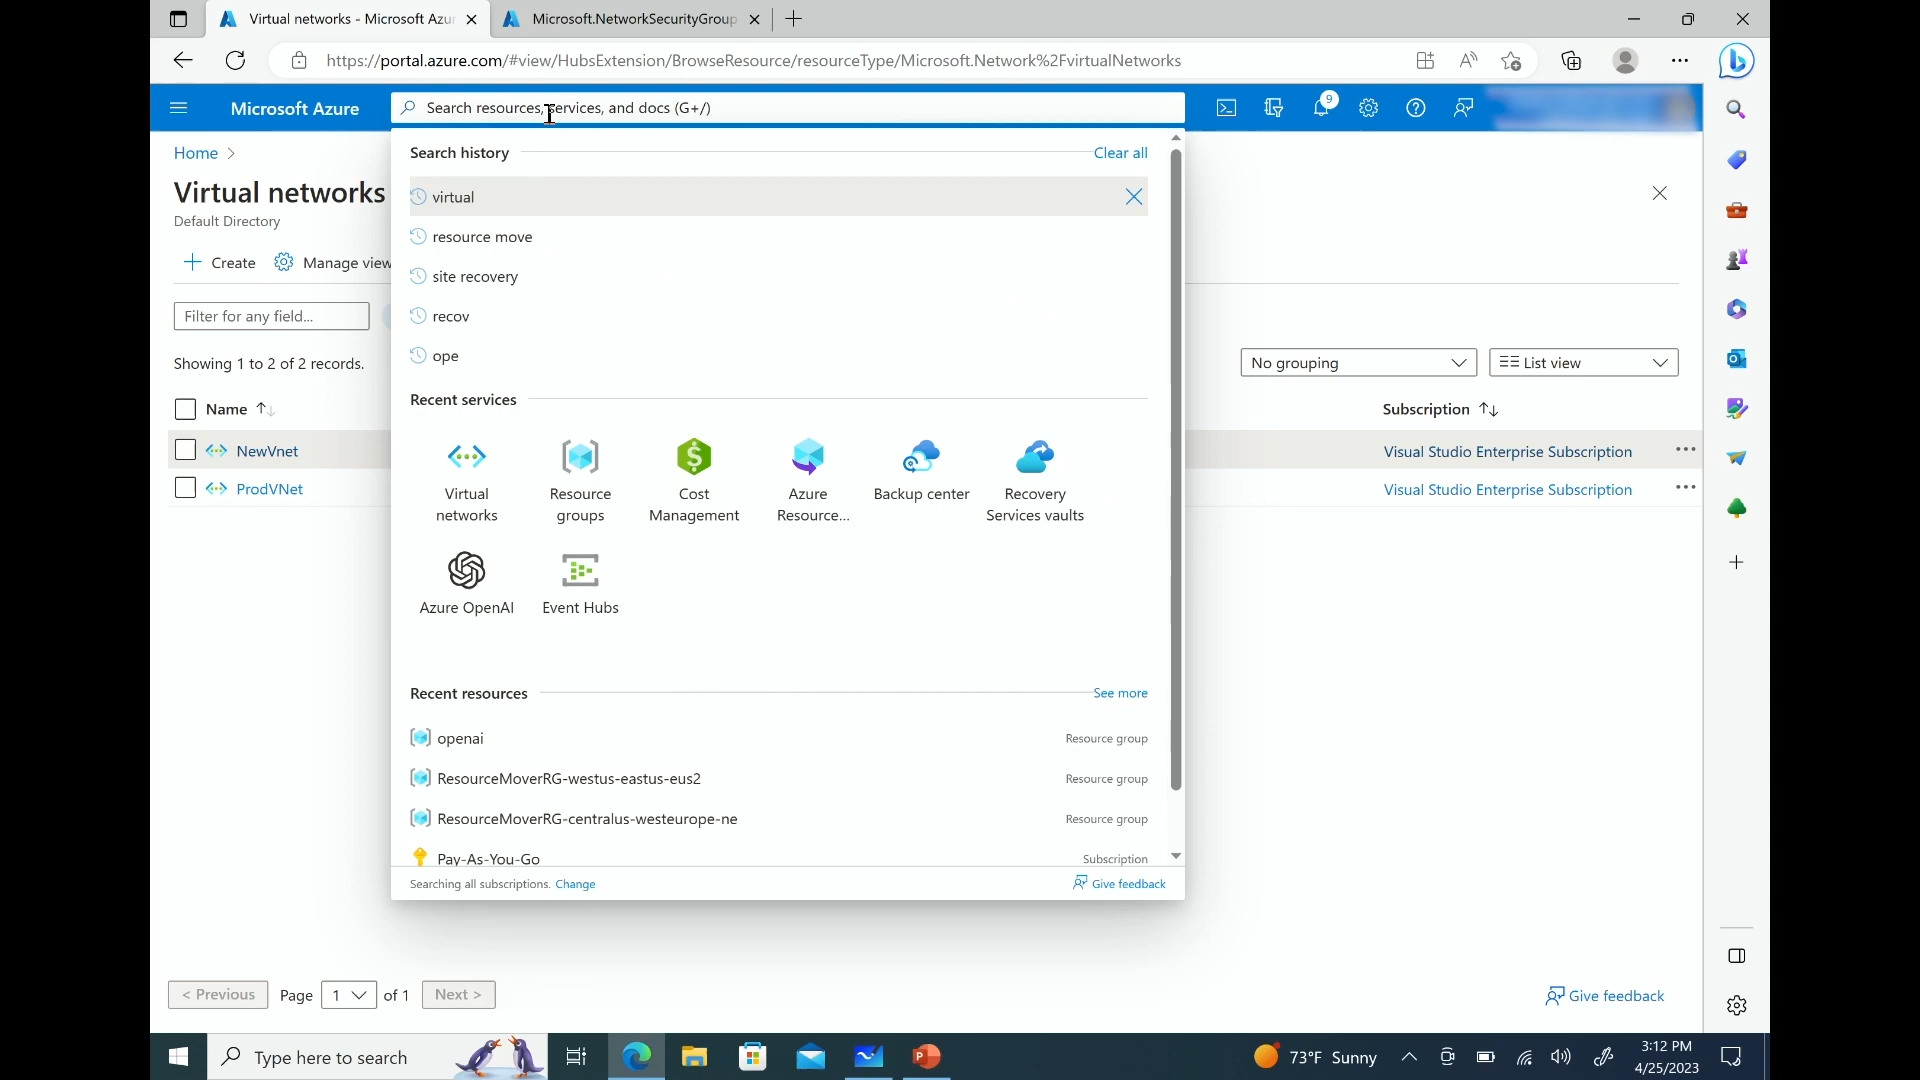 Virtual networks - Microsoft Azu
Microsoft.NetworkSecurityGroup
https://portal.azure.com/#view/HubsExtension/BrowseResource/resourceType/Microsoft.Network%2FvirtualNetworks
Microsoft Azure
Search resources, services, and docs (G+/)
9
Home
Search history
Clear all
Virtual networks
Default Directory
virtual
resource move
Create
Manage view
site recovery
Filter for any field...
recov
ope
Showing 1 to 2 of 2 records.
No grouping
List view
Recent services
Name
Subscription
NewVnet
Visual Studio Enterprise Subscription
ProdVNet
Visual Studio Enterprise Subscription
Virtual networks
Resource groups
Cost Management
Azure Resource...
Backup center
Recovery Services vaults
Azure OpenAI
Event Hubs
Recent resources
See more
openai
Resource group
ResourceMoverRG-westus-eastus-eus2
Resource group
ResourceMoverRG-centralus-westeurope-ne
Resource group
Pay-As-You-Go
Subscription
Searching all subscriptions. Change
Give feedback
< Previous
Page
1
of 1
Next >
Give feedback
Type here to search
73°F Sunny
3:12 PM
4/25/2023